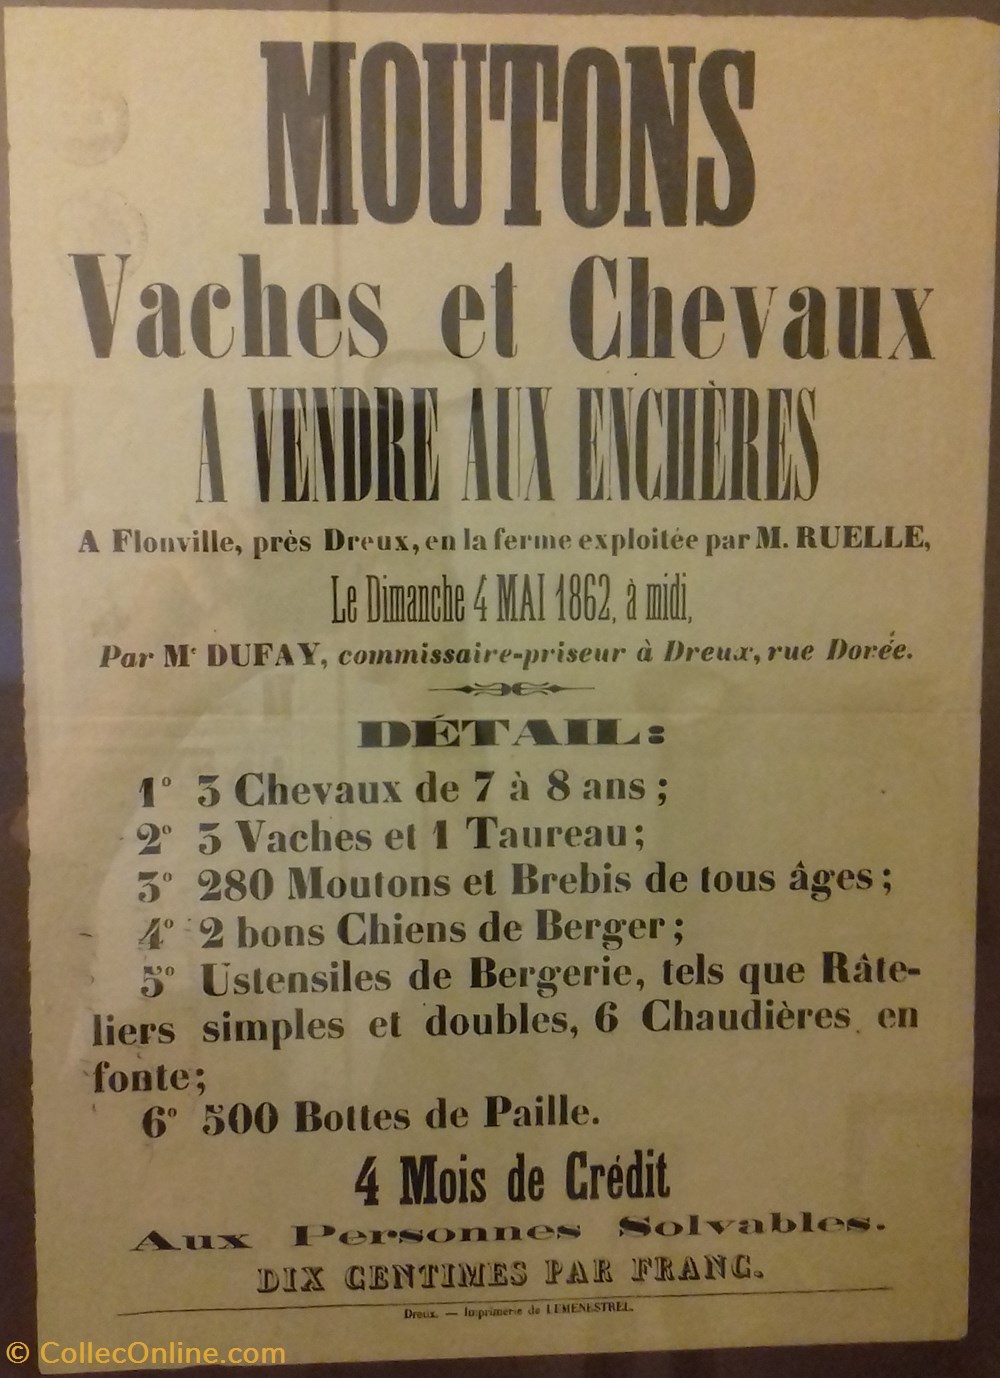 MOUTONS
Vaches et Chevaux
A VENDRE AUX ENCHÈRES
A Flonville, près Dreux, en la ferme exploitée par M. RUELLE,
Le Dimanche 4 MAI 1862, à midi,
Par Me DUFAY, commissaire-priseur à Dreux, rue Dorée.
DÉTAIL:
1° 3 Chevaux de 7 à 8 ans;
2° 3 Vaches et 1 Taureau;
3° 280 Moutons et Brebis de tous âges;
4° 2 bons Chiens de Berger;
5° Ustensiles de Bergerie, tels que Râte-
liers simples et doubles, 6 Chaudières en
fonte;
6° 500 Bottes de Paille.
4 Mois de Crédit
Aux Personnes Solvables.
DIX CENTIMES PAR FRANC.
Dreux. — Imprimerie de LEMENESTREL.
© CollecOnline.com